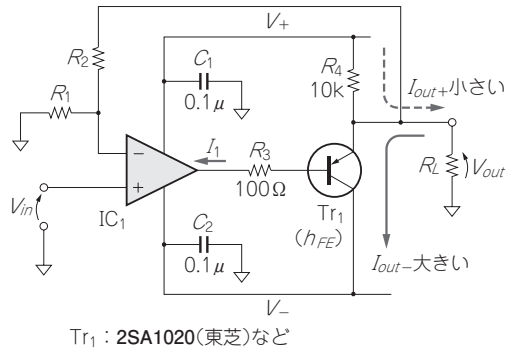 V+
R2
C1
0.1μ
R4
10k
Iout+小さい
R1
I1
R3
100Ω
−
+
IC1
Vin
Tr1
(hFE)
RL
Vout
C2
0.1μ
Iout−大きい
V−
Tr1：2SA1020(東芝)など